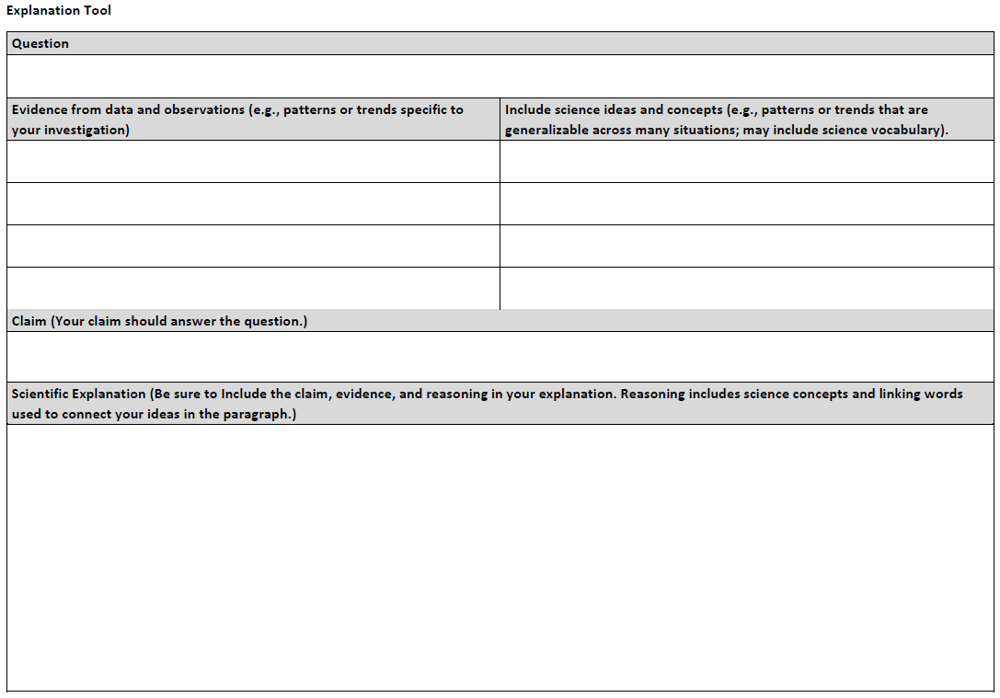 Explanation Tool
Question
Evidence from data and observations (e.g., patterns or trends specific to
your investigation)
Include science ideas and concepts (e.g., patterns or trends that are
generalizable across many situations; may include science vocabulary).
Claim (Your claim should answer the question.)
Scientific Explanation (Be sure to Include the claim, evidence, and reasoning in your explanation. Reasoning includes science concepts and linking words
used to connect your ideas in the paragraph.)